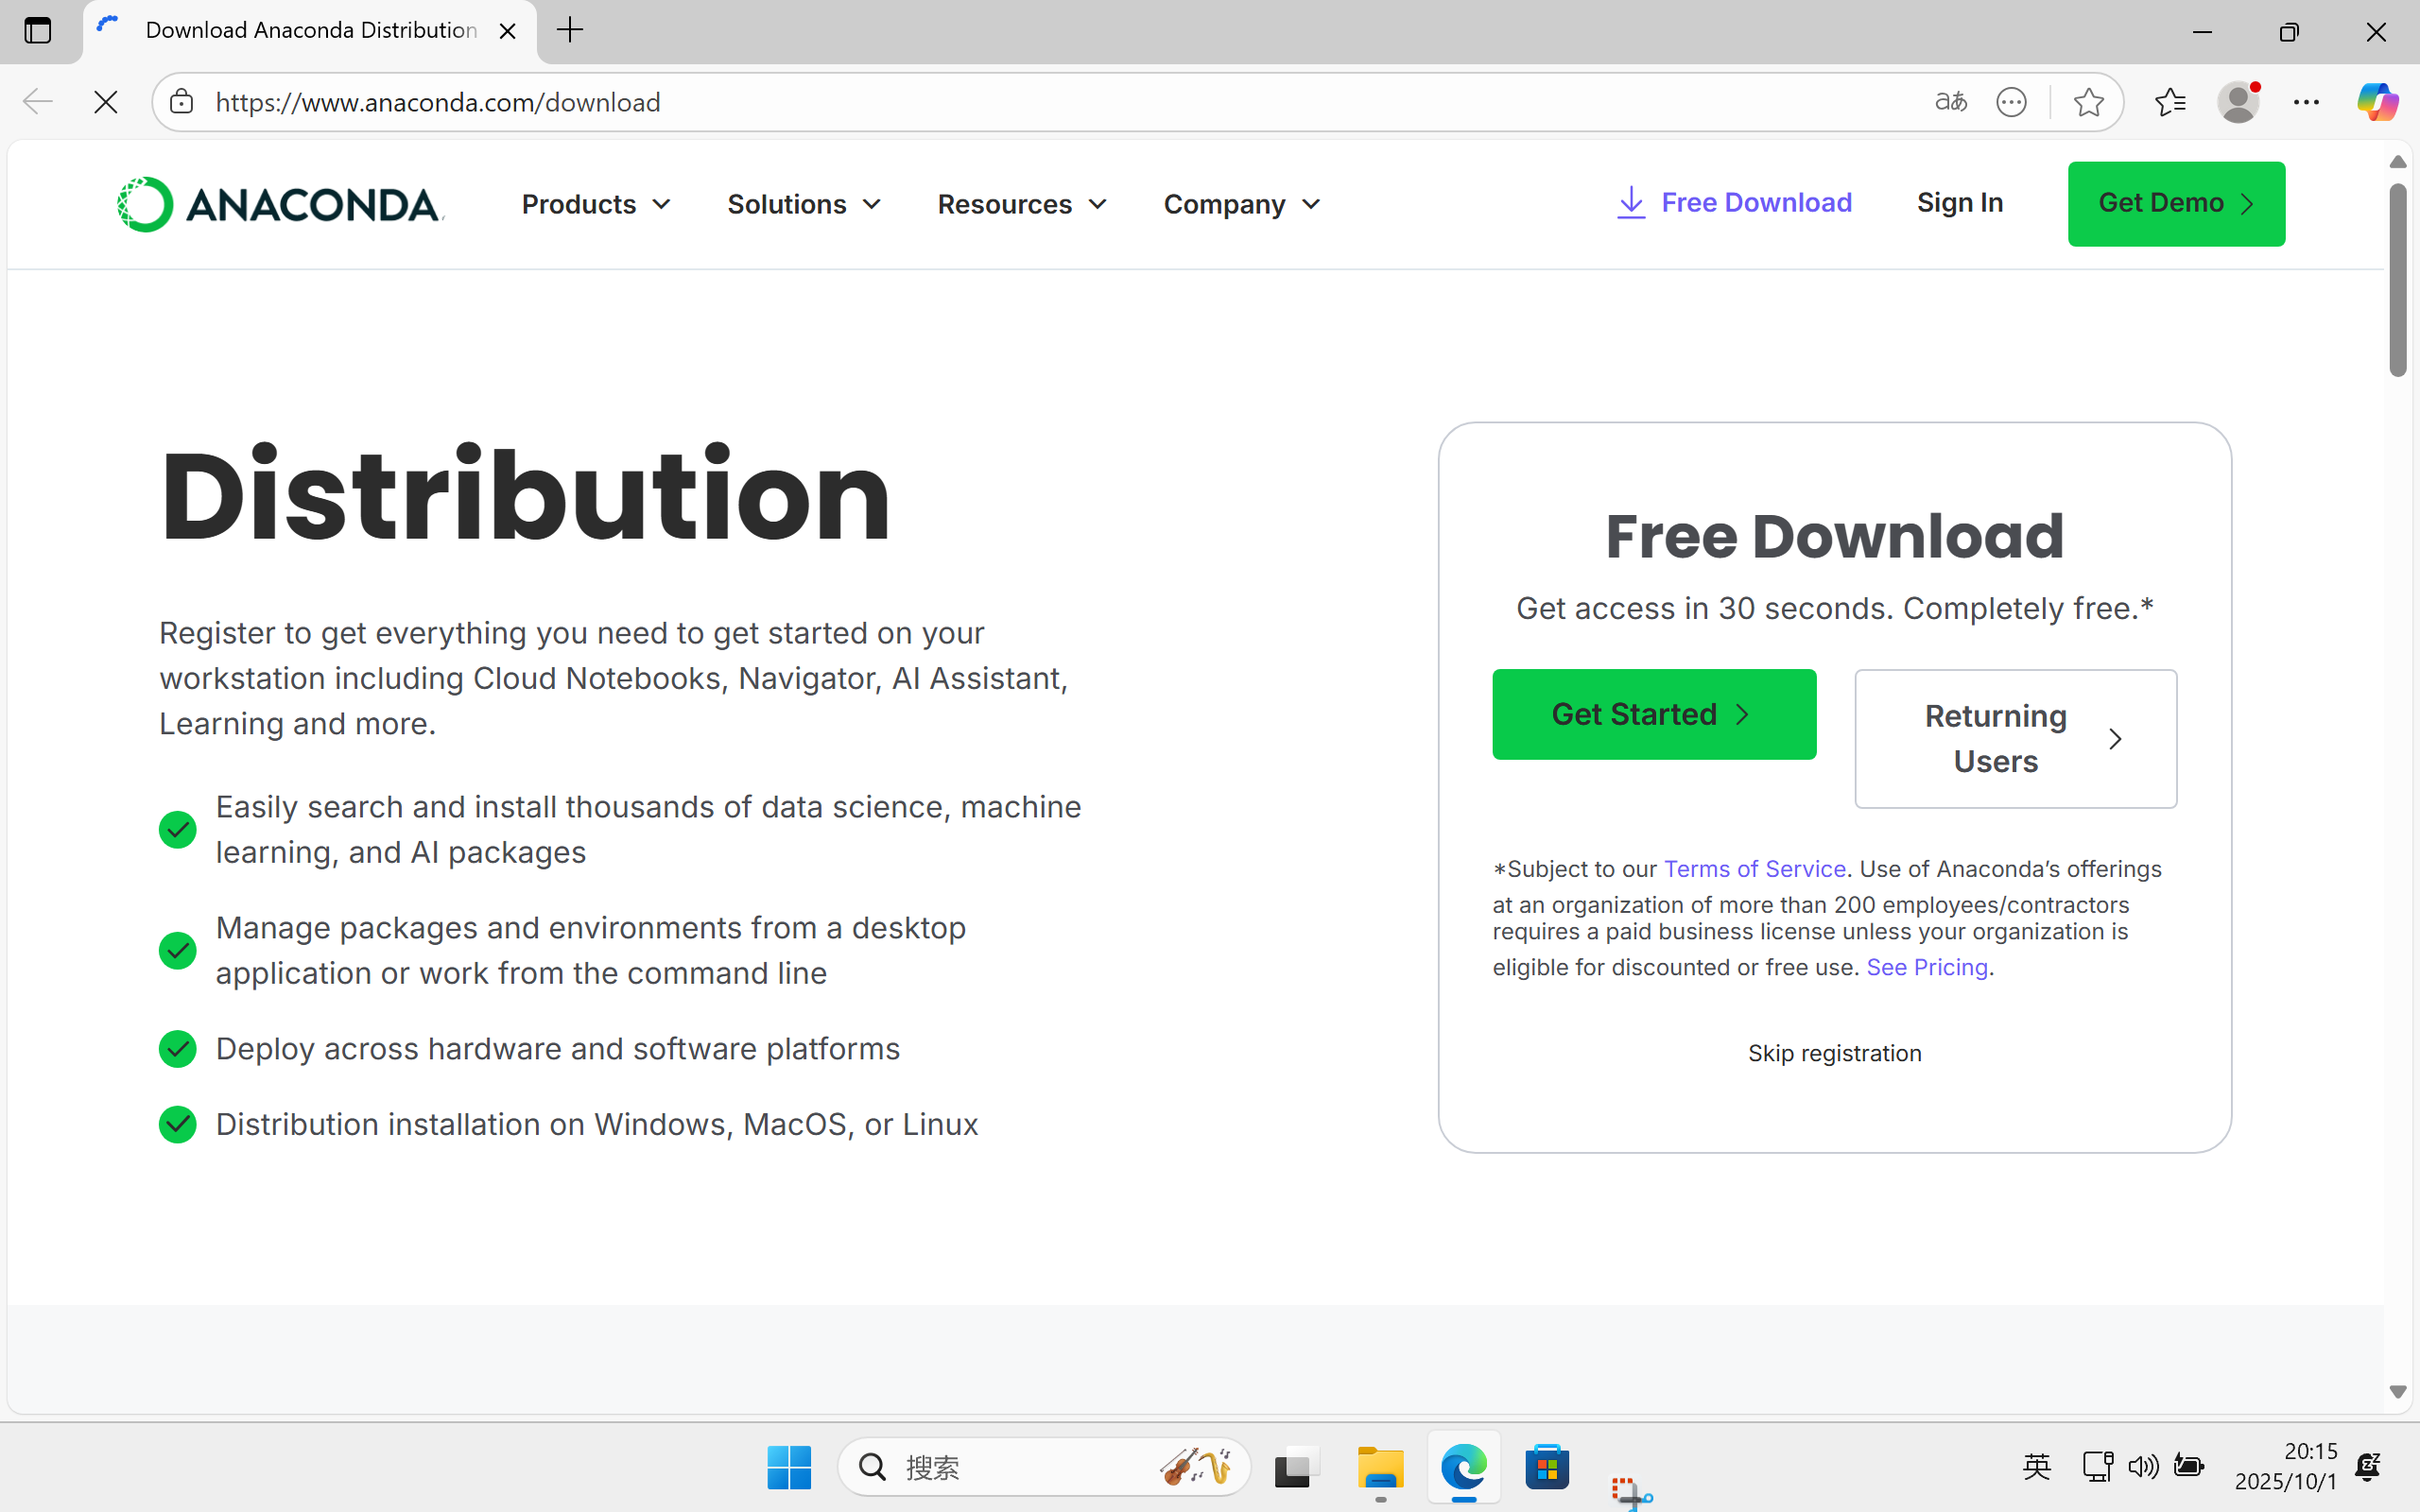 Download Anaconda Distribution
https://www.anaconda.com/download
ANACONDA.
Products
Solutions
Resources
Company
Free Download
Sign In
Get Demo
Distribution
Register to get everything you need to get started on your
workstation including Cloud Notebooks, Navigator, AI Assistant,
Learning and more.
Easily search and install thousands of data science, machine
learning, and AI packages
Manage packages and environments from a desktop
application or work from the command line
Deploy across hardware and software platforms
Distribution installation on Windows, MacOS, or Linux
Free Download
Get access in 30 seconds. Completely free.*
Get Started
Returning
Users
*Subject to our Terms of Service. Use of Anaconda’s offerings
at an organization of more than 200 employees/contractors
requires a paid business license unless your organization is
eligible for discounted or free use. See Pricing.
Skip registration
搜索
英
20:15
2025/10/1